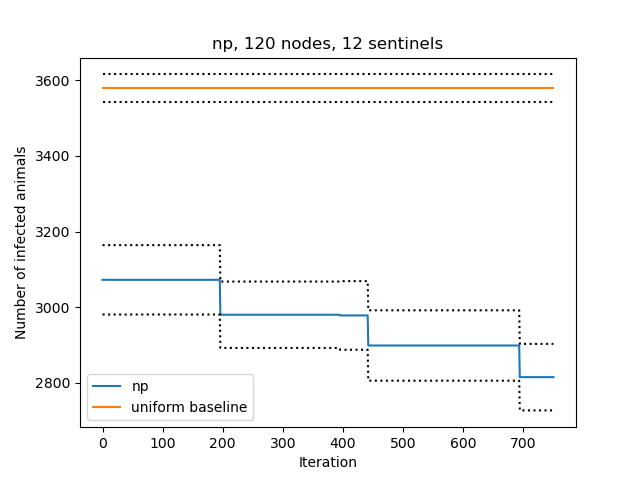 np, 120 nodes, 12 sentinels
3600
3400
3200
3000
2800
Number of infected animals
np
uniform baseline
0 100 200 300 400 500 600 700
Iteration